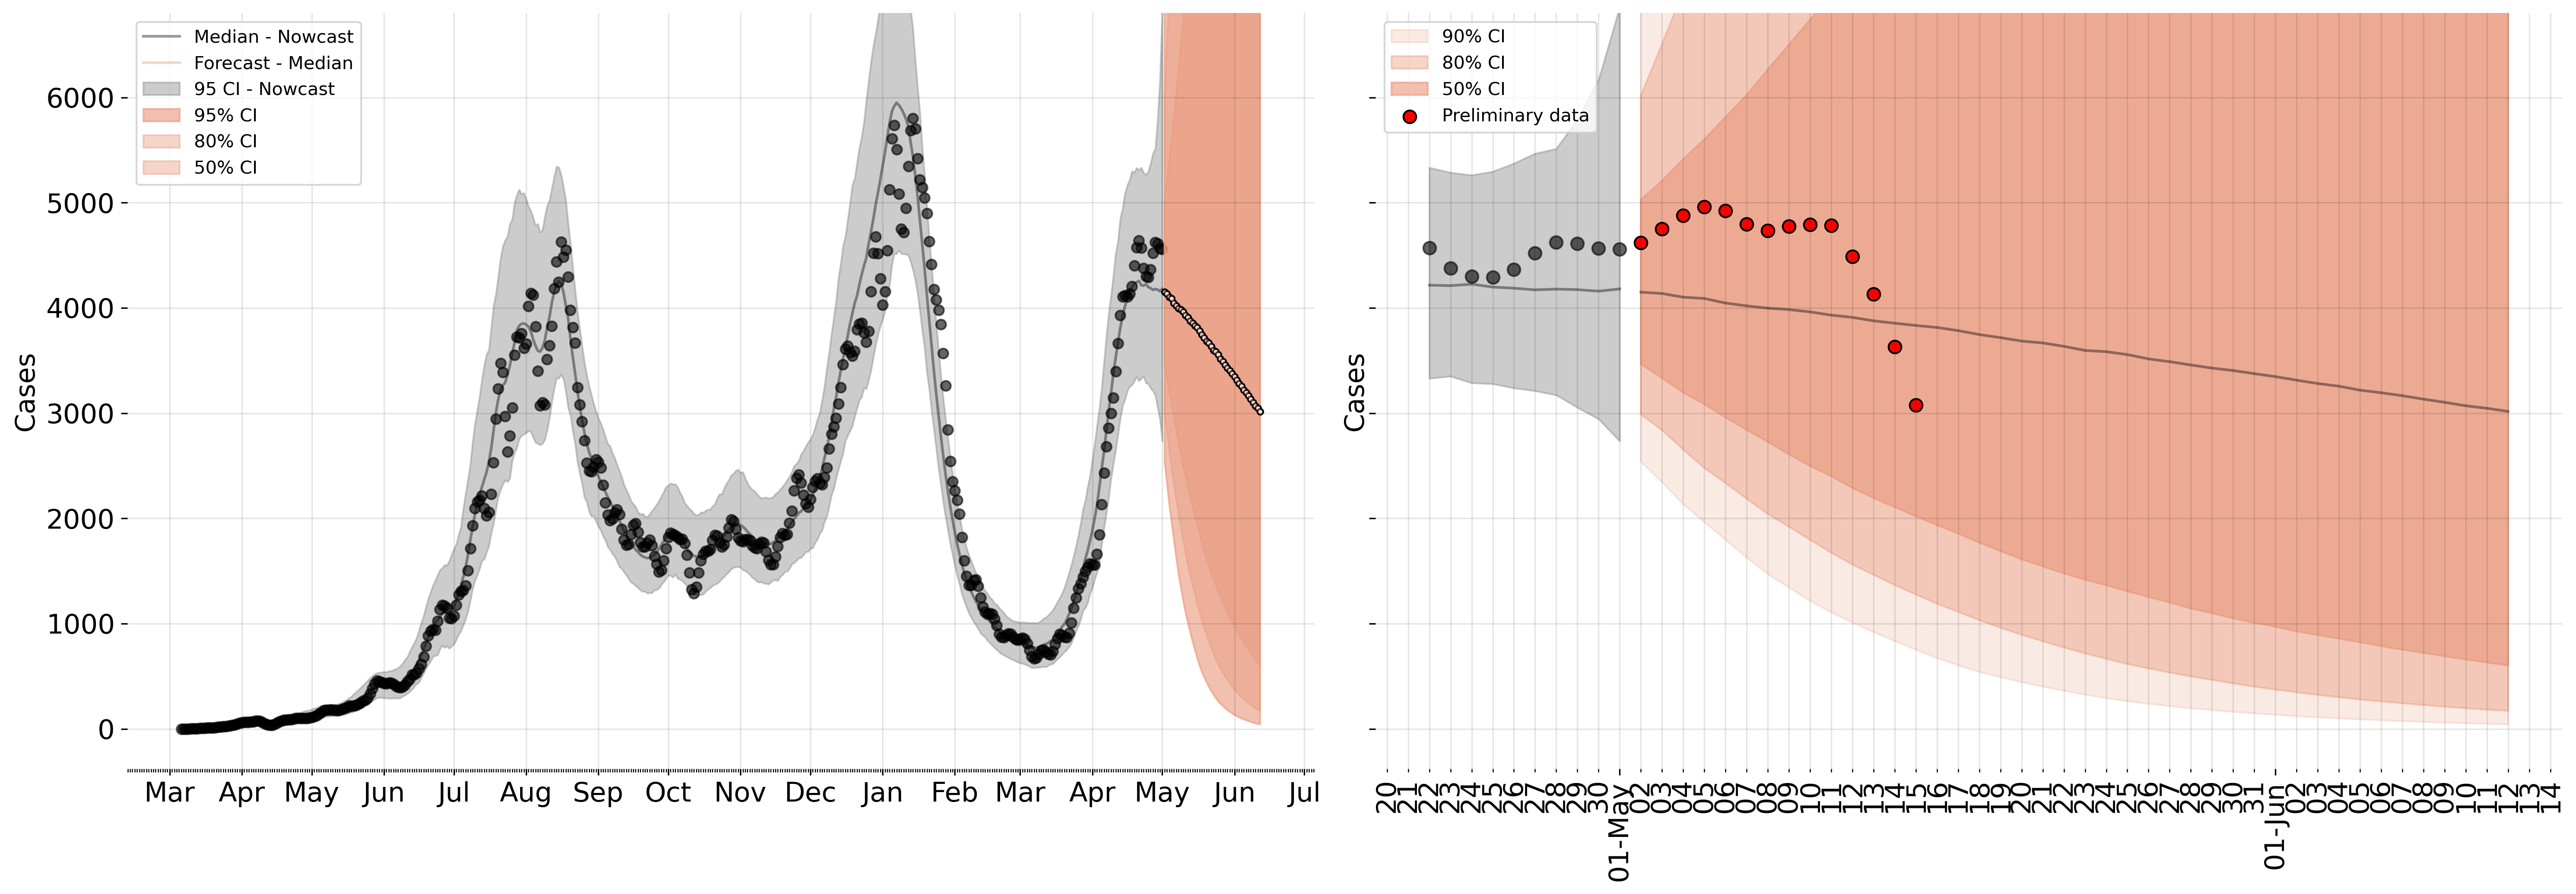 Median - Nowcast
Forecast - Median
95 CI - Nowcast
95% CI
80% CI
50% CI
Cases
6000
5000
4000
3000
2000
1000
0
Mar Apr May Jun Jul Aug Sep Oct Nov Dec Jan Feb Mar Apr May Jun Jul
90% CI
80% CI
50% CI
Preliminary data
Cases
20 21 22 23 24 25 26 27 28 29 30 01-May 02 03 04 05 06 07 08 09 10 11 12 13 14 15 16 17 18 19 20 21 22 23 24 25 26 27 28 29 30 31 01-Jun 02 03 04 05 06 07 08 09 10 11 12 13 14